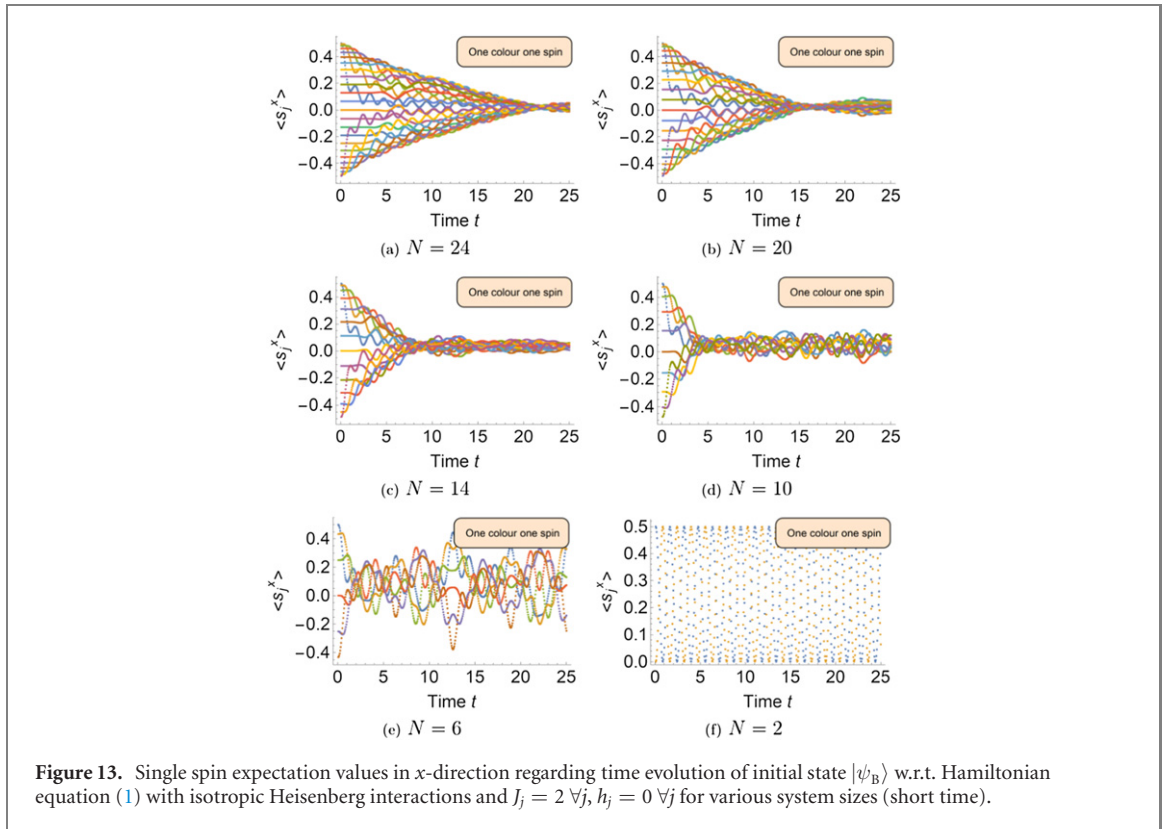 One colour one spin
One colour one spin
0.4
0.2
0.0
−0.2
−0.4
<s_j^x>
0 5 10 15 20 25
Time t
(a) N = 24
0.4
0.2
0.0
−0.2
−0.4
<s_j^x>
0 5 10 15 20 25
Time t
(b) N = 20
One colour one spin
One colour one spin
0.4
0.2
0.0
−0.2
−0.4
<s_j^x>
0 5 10 15 20 25
Time t
(c) N = 14
0.4
0.2
0.0
−0.2
−0.4
<s_j^x>
0 5 10 15 20 25
Time t
(d) N = 10
One colour one spin
One colour one spin
0.4
0.2
0.0
−0.2
−0.4
<s_j^x>
0 5 10 15 20 25
Time t
(e) N = 6
0.5
0.4
0.3
0.2
0.1
0.0
<s_j^x>
0 5 10 15 20 25
Time t
(f) N = 2
Figure 13. Single spin expectation values in x-direction regarding time evolution of initial state |ψ_B⟩ w.r.t. Hamiltonian
equation (1) with isotropic Heisenberg interactions and J_j = 2 ∀j, h_j = 0 ∀j for various system sizes (short time).